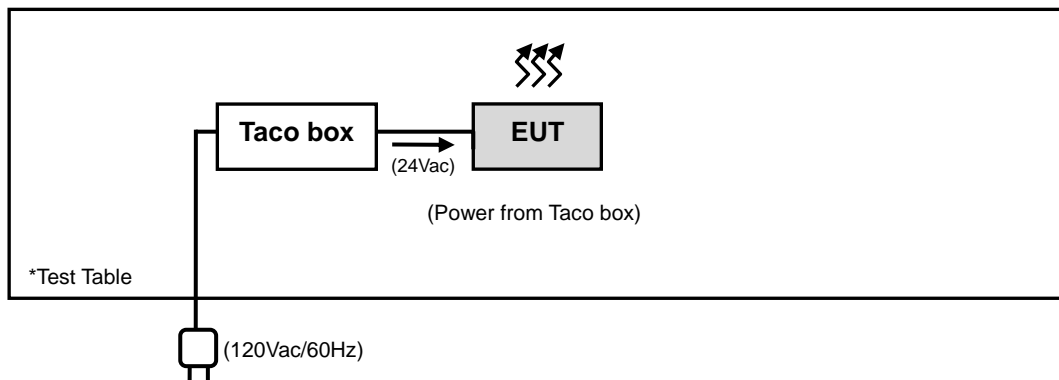 Taco box
EUT
(24Vac)
(Power from Taco box)
*Test Table
(120Vac/60Hz)